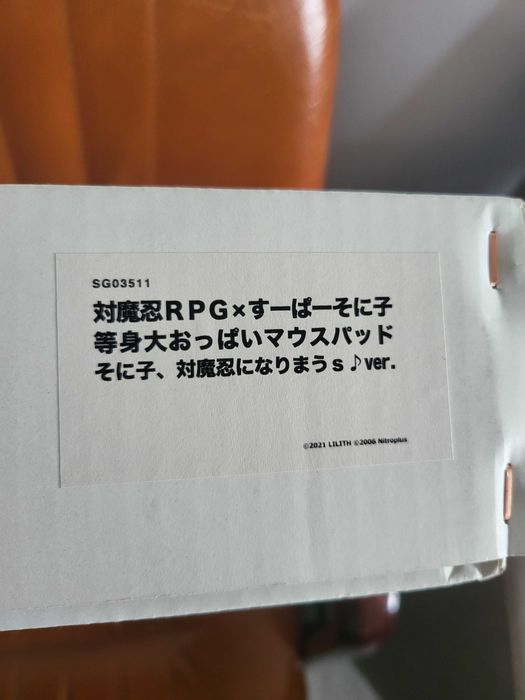 SG03511
対魔忍RPG×すーぱーそに子
等身大おっぱいマウスパッド
そに子、対魔忍になりまうs♪ver.
©2021 LILITH ©2006 Nitroplus